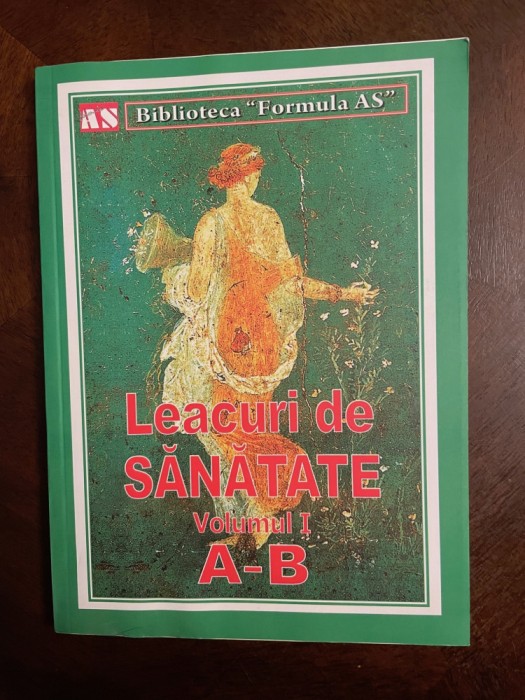 AS Biblioteca "Formula AS"
Leacuri de
SĂNĂTATE
Volumul I
A-B